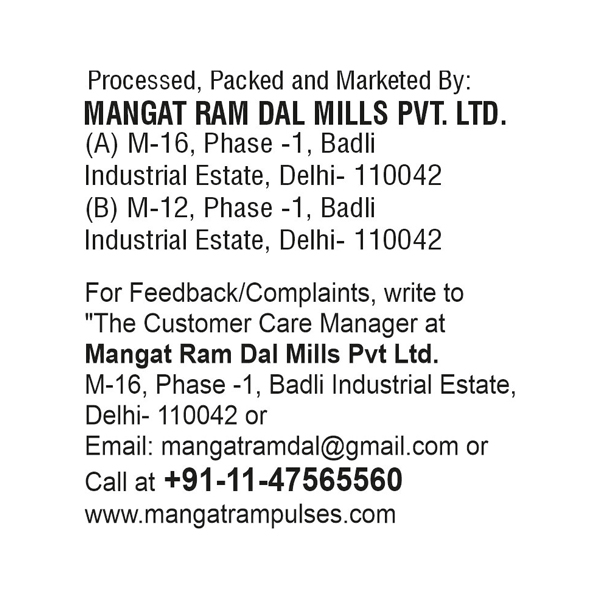 Processed, Packed and Marketed By:
MANGAT RAM DAL MILLS PVT. LTD.
(A) M-16, Phase -1, Badli
Industrial Estate, Delhi- 110042
(B) M-12, Phase -1, Badli
Industrial Estate, Delhi- 110042
For Feedback/Complaints, write to
"The Customer Care Manager at
Mangat Ram Dal Mills Pvt Ltd.
M-16, Phase -1, Badli Industrial Estate,
Delhi- 110042 or
Email: mangatramdal@gmail.com or
Call at +91-11-47565560
www.mangatrampulses.com